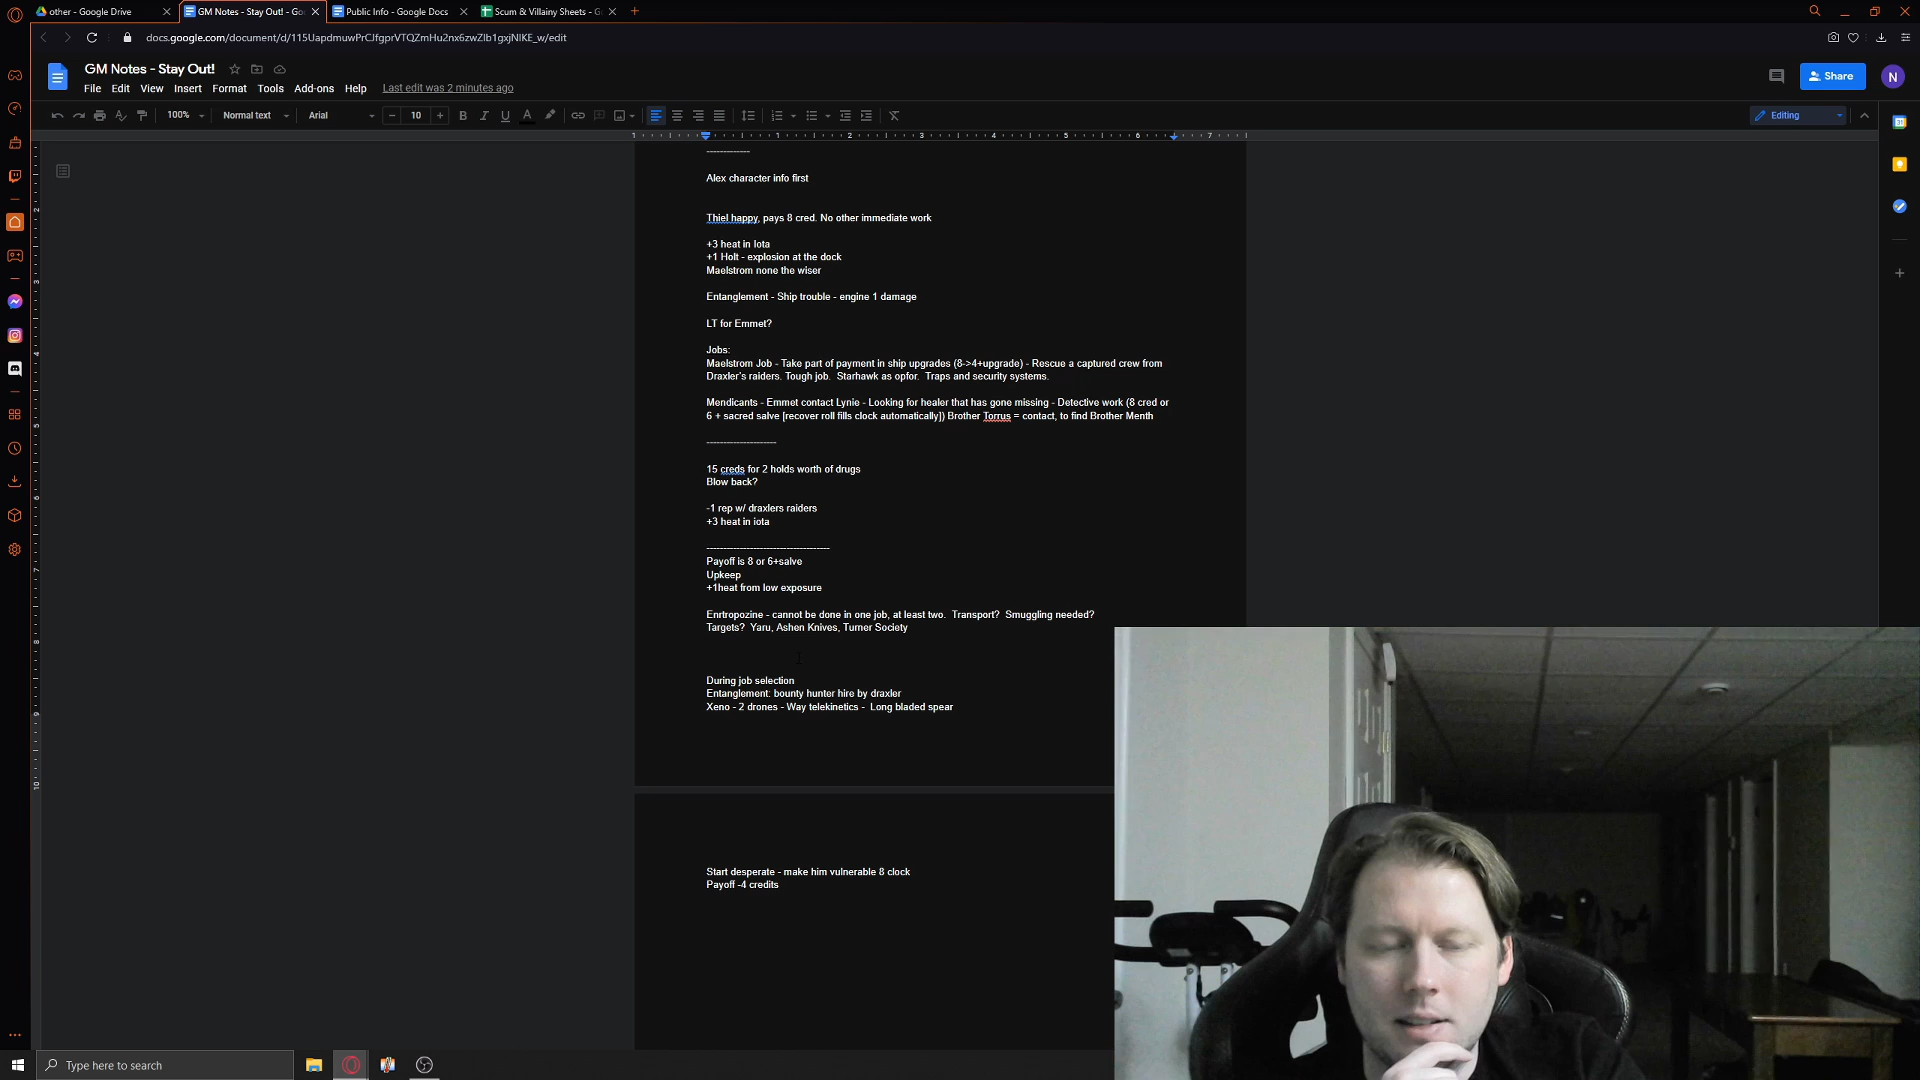 other - Google Drive
GM Notes - Stay Out! - Go
Public Info - Google Docs
Scum & Villainy Sheets - G
docs.google.com/document/d/115UapdmuwPrCJfgprVTQZmHu2nx6zwZlb1gxjNIKE_w/edit
GM Notes - Stay Out!
File Edit View Insert Format Tools Add-ons Help Last edit was 2 minutes ago
Share
N
100% Normal text Arial 10 Editing
1 1 2 3 4 5 6 7
-------------
Alex character info first
Thiel happy, pays 8 cred. No other immediate work
+3 heat in Iota
+1 Holt - explosion at the dock
Maelstrom none the wiser
Entanglement - Ship trouble - engine 1 damage
LT for Emmet?
Jobs:
Maelstrom Job - Take part of payment in ship upgrades (8->4+upgrade) - Rescue a captured crew from
Draxler's raiders. Tough job. Starhawk as opfor. Traps and security systems.
Mendicants - Emmet contact Lynie - Looking for healer that has gone missing - Detective work (8 cred or
6 + sacred salve [recover roll fills clock automatically]) Brother Torrus = contact, to find Brother Menth
---------------------
15 creds for 2 holds worth of drugs
Blow back?
-1 rep w/ draxlers raiders
+3 heat in iota
-------------------------------------
Payoff is 8 or 6+salve
Upkeep
+1heat from low exposure
Enrtropozine - cannot be done in one job, at least two. Transport? Smuggling needed?
Targets? Yaru, Ashen Knives, Turner Society
During job selection
Entanglement: bounty hunter hire by draxler
Xeno - 2 drones - Way telekinetics - Long bladed spear
Start desperate - make him vulnerable 8 clock
Payoff -4 credits
Type here to search